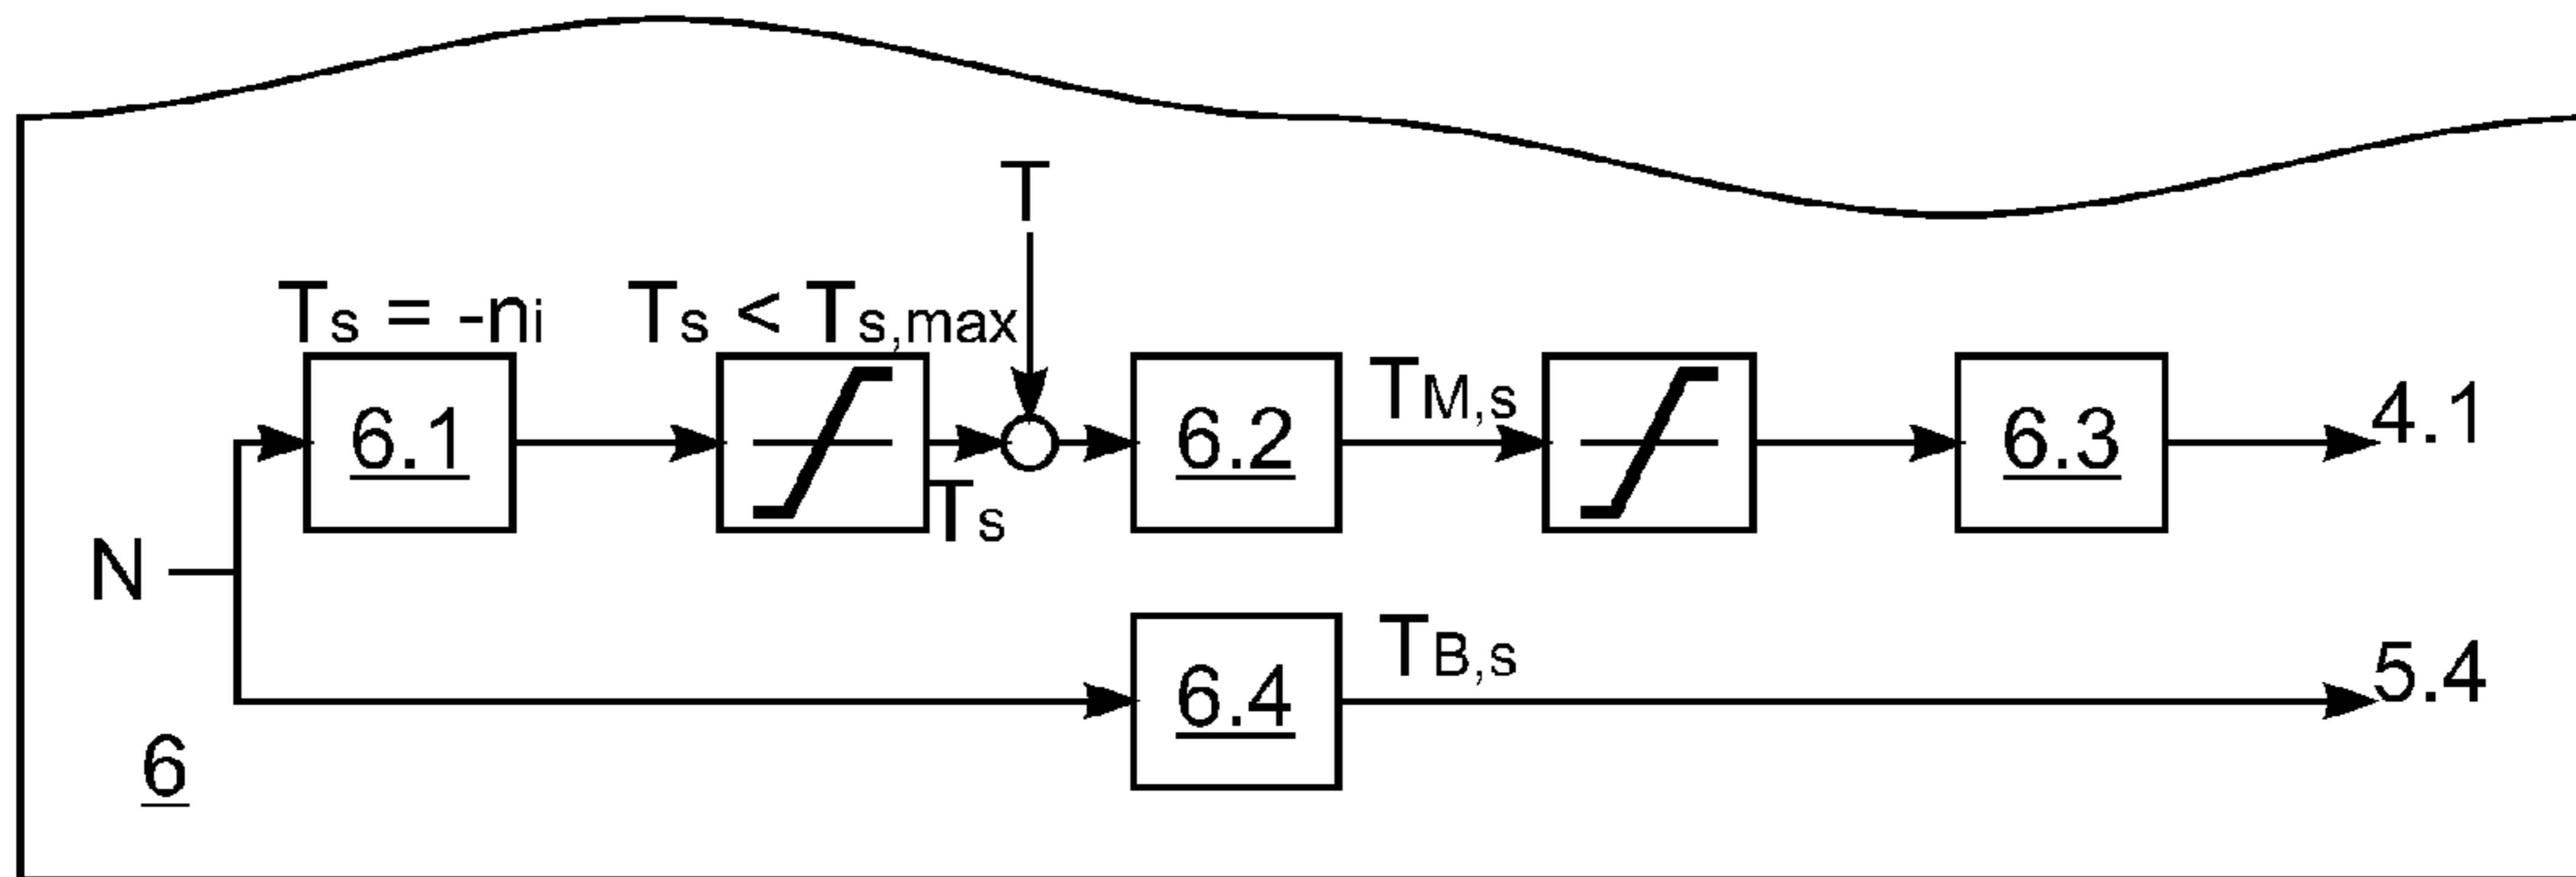 T
Ts = -ni
Ts < Ts,max
6.1
Ts
6.2
TM,s
6.3
4.1
N
6.4
TB,s
5.4
6